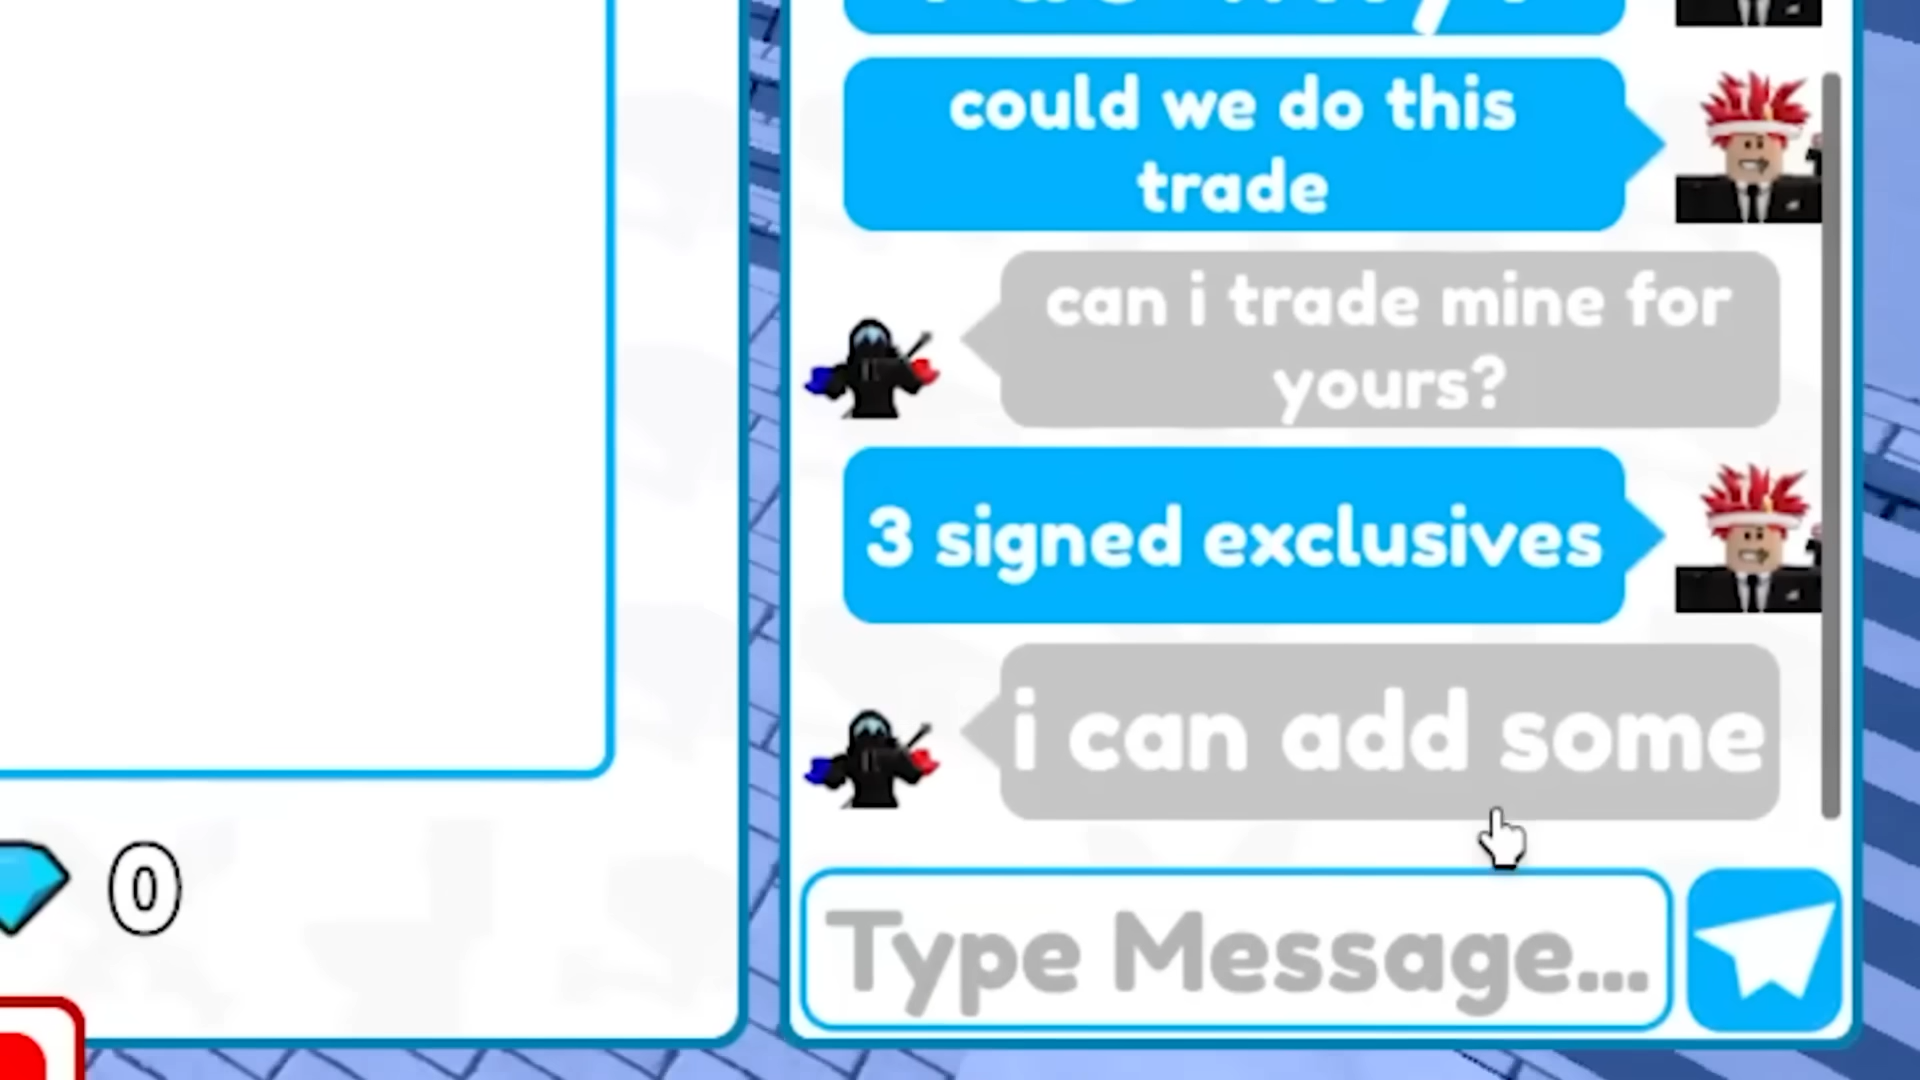 could we do this
trade
can i trade mine for
yours?
3 signed exclusives
i can add some
0
Type Message...